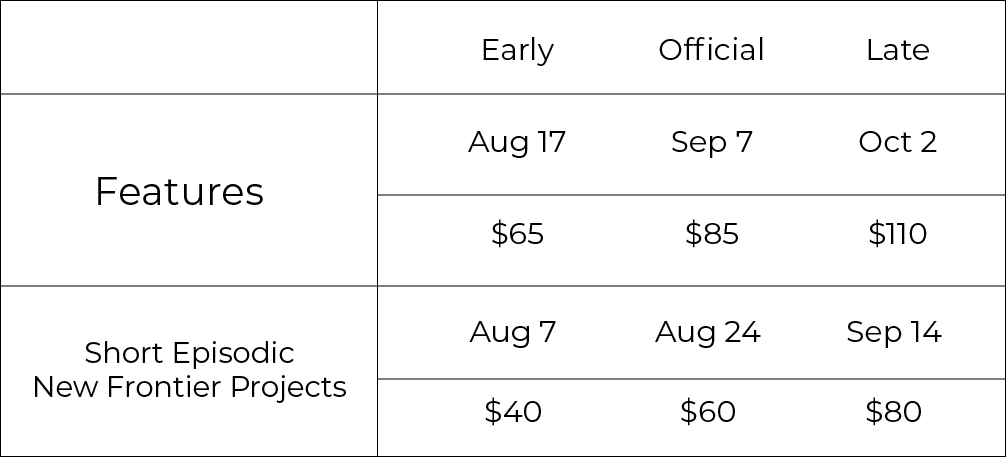 Early Official Late
Features
Aug 17 Sep 7 Oct 2
$65 $85 $110
Short Episodic
New Frontier Projects
Aug 7 Aug 24 Sep 14
$40 $60 $80